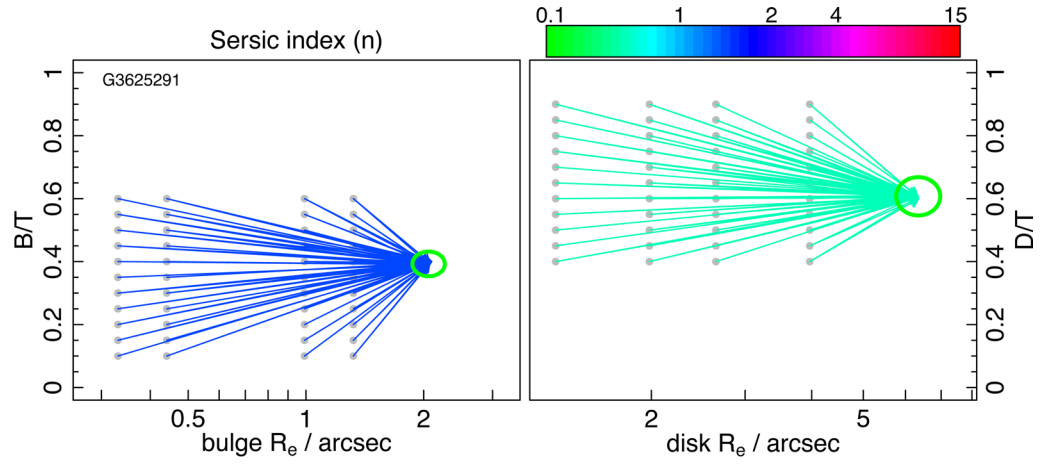 Sersic index (n)
0.1 1 2 4 15
G3625291
B/T
0 0.2 0.4 0.6 0.8 1
0.5 1 2
bulge Re / arcsec
D/T
0 0.2 0.4 0.6 0.8 1
2 5
disk Re / arcsec